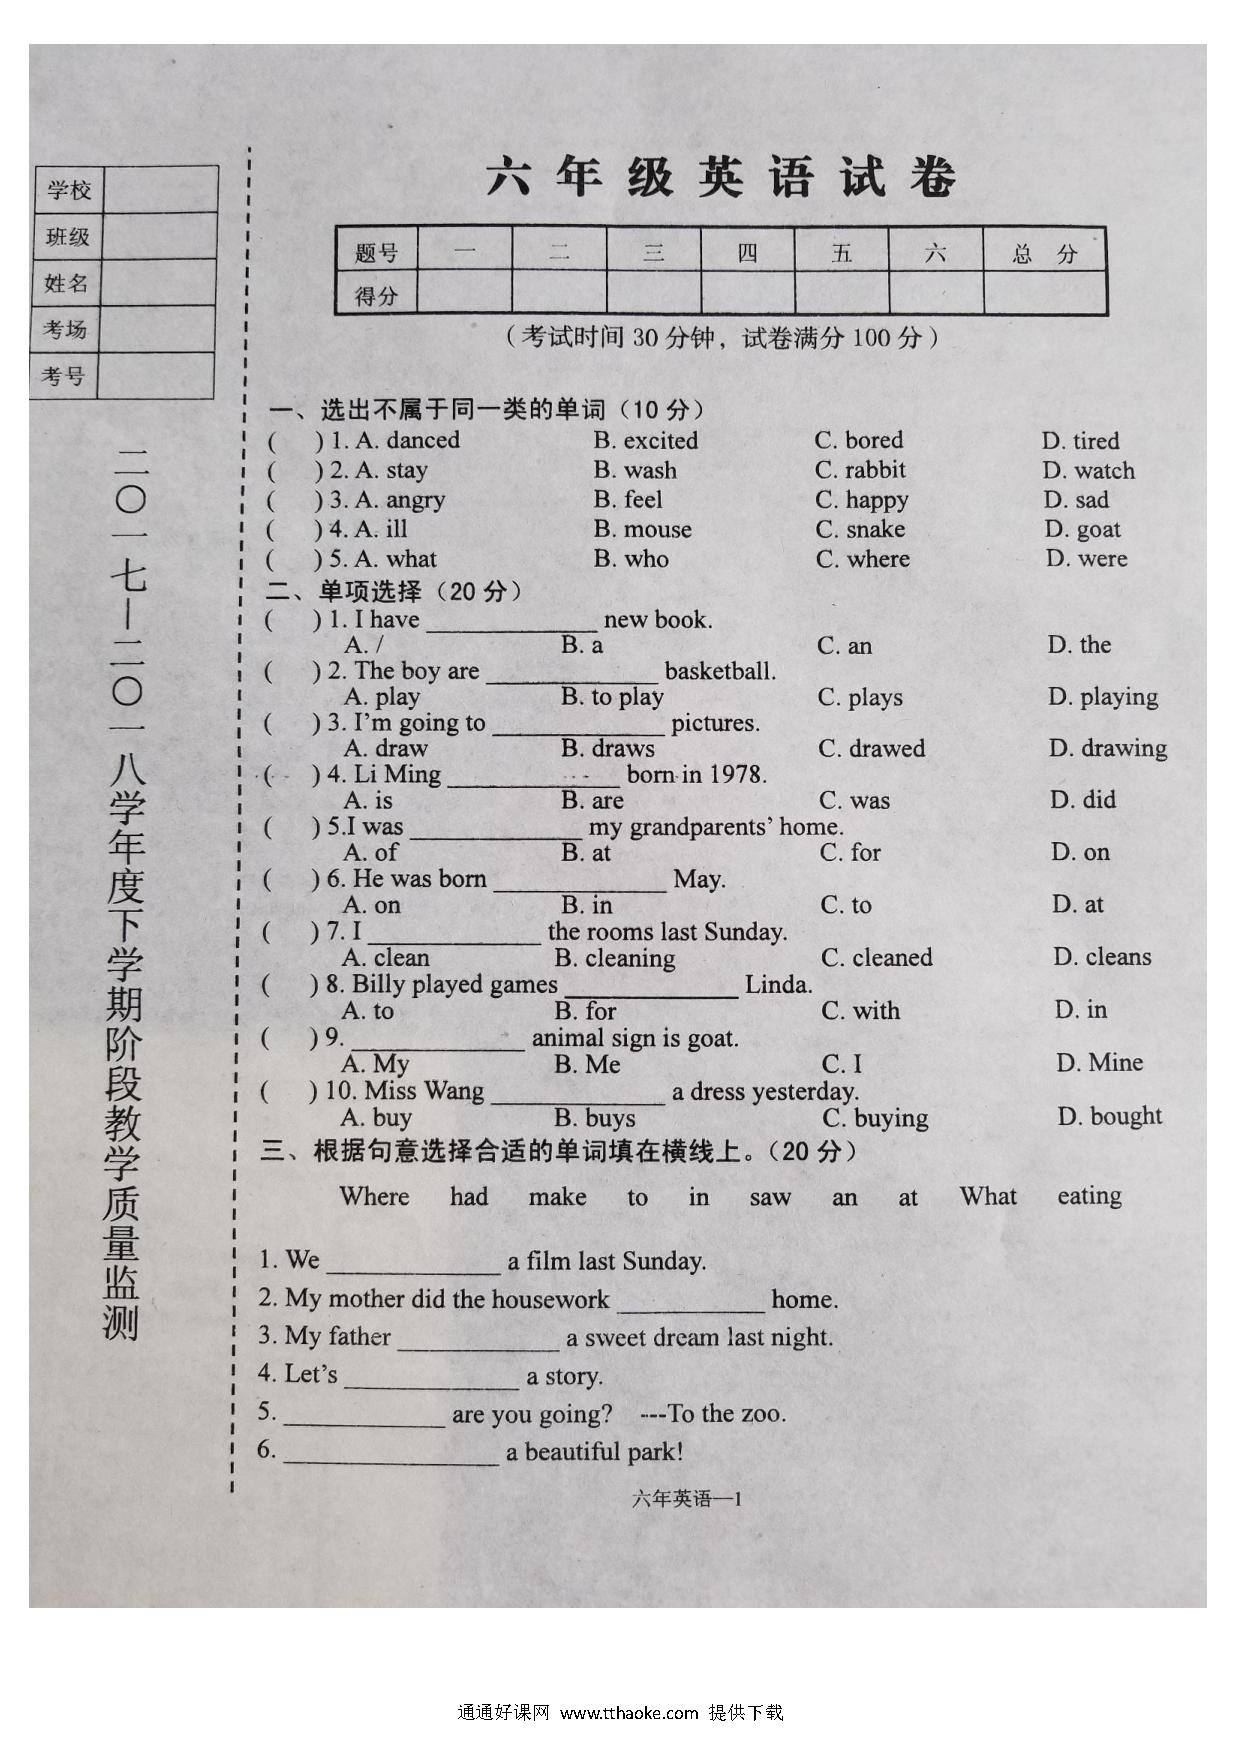 六年级英语试卷
学校
班级
姓名
考场
考号
二〇一七—二〇一八学年度下学期阶段教学质量监测
题号 一 二 三 四 五 六 总 分
得分
（考试时间 30 分钟，试卷满分 100 分）
一、选出不属于同一类的单词（10 分）
( ) 1. A. danced B. excited C. bored D. tired
( ) 2. A. stay B. wash C. rabbit D. watch
( ) 3. A. angry B. feel C. happy D. sad
( ) 4. A. ill B. mouse C. snake D. goat
( ) 5. A. what B. who C. where D. were
二、单项选择（20 分）
( ) 1. I have ____________ new book.
A. / B. a C. an D. the
( ) 2. The boy are ____________ basketball.
A. play B. to play C. plays D. playing
( ) 3. I'm going to ____________ pictures.
A. draw B. draws C. drawed D. drawing
( ) 4. Li Ming ____________ born in 1978.
A. is B. are C. was D. did
( ) 5.I was ____________ my grandparents' home.
A. of B. at C. for D. on
( ) 6. He was born ____________ May.
A. on B. in C. to D. at
( ) 7. I ____________ the rooms last Sunday.
A. clean B. cleaning C. cleaned D. cleans
( ) 8. Billy played games ____________ Linda.
A. to B. for C. with D. in
( ) 9. ____________ animal sign is goat.
A. My B. Me C. I D. Mine
( ) 10. Miss Wang ____________ a dress yesterday.
A. buy B. buys C. buying D. bought
三、根据句意选择合适的单词填在横线上。（20 分）
Where had make to in saw an at What eating
1. We ____________ a film last Sunday.
2. My mother did the housework ____________ home.
3. My father ____________ a sweet dream last night.
4. Let's ____________ a story.
5. ____________ are you going? ---To the zoo.
6. ____________ a beautiful park!
六年英语—1
通通好课网 www.tthaoke.com 提供下载